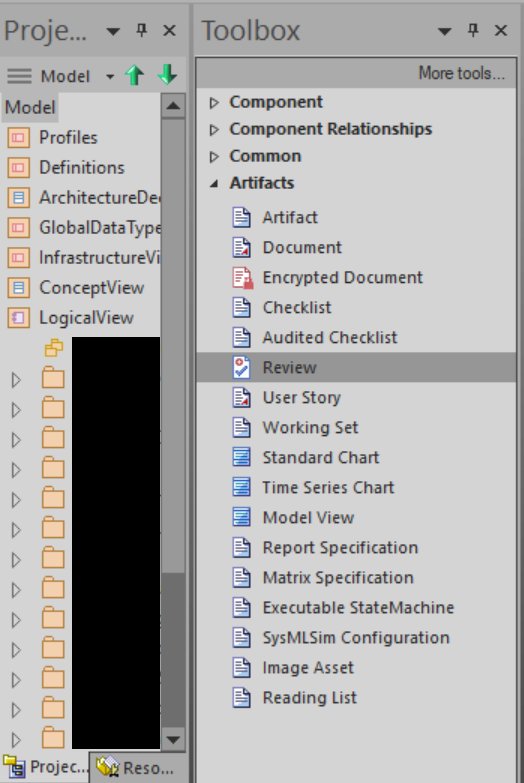 Proje...
Model
Model
Profiles
Definitions
ArchitectureDe
GlobalDataType
InfrastructureVi
ConceptView
LogicalView
Projec...
Reso...
Toolbox
More tools...
Component
Component Relationships
Common
Artifacts
Artifact
Document
Encrypted Document
Checklist
Audited Checklist
Review
User Story
Working Set
Standard Chart
Time Series Chart
Model View
Report Specification
Matrix Specification
Executable StateMachine
SysMLSim Configuration
Image Asset
Reading List